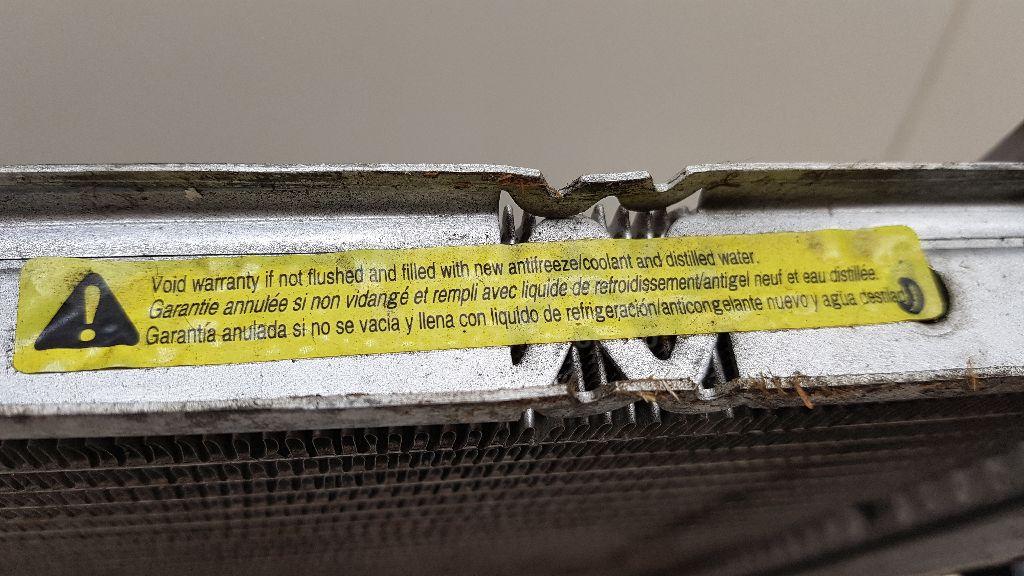 Void warranty if not flushed and filled with new antifreeze/coolant and distilled water.
Garantie annulée si non vidangé et rempli avec liquide de refroidissement/antigel neuf et eau distillée.
Garantía anulada si no se vacía y llena con liquido de refrigeración/anticongelante nuevo y agua